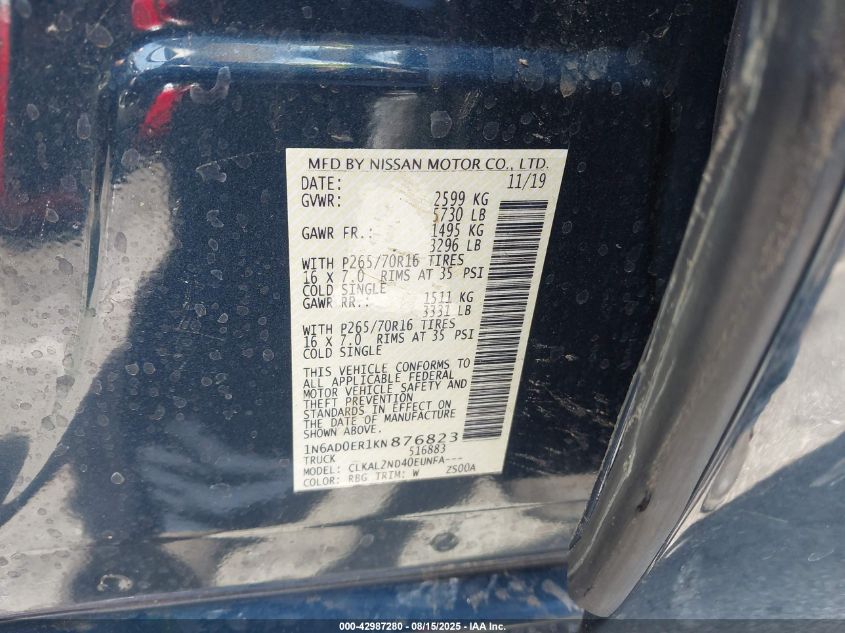 MFD BY NISSAN MOTOR CO., LTD.
DATE: 11/19
GVWR: 2599 KG
5730 LB
GAWR FR.: 1495 KG
3296 LB
WITH P265/70R16 TIRES
16 X 7.0 RIMS AT 35 PSI
COLD SINGLE
GAWR RR.: 1511 KG
3331 LB
WITH P265/70R16 TIRES
16 X 7.0 RIMS AT 35 PSI
COLD SINGLE
THIS VEHICLE CONFORMS TO
ALL APPLICABLE FEDERAL
MOTOR VEHICLE SAFETY AND
THEFT PREVENTION
STANDARDS IN EFFECT ON
THE DATE OF MANUFACTURE
SHOWN ABOVE.
1N6AD0ER1KN876823
TRUCK 516883
MODEL: CLKAL2ND40EUNFA---
COLOR: RBG TRIM: W 2S00A
000-42987280 - 08/15/2025 - IAA Inc.